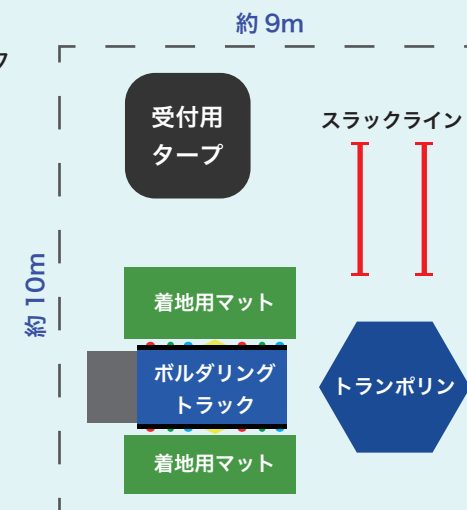 約 9m
ク
受付用
タープ
スラックライン
約 10m
着地用マット
ボルダリング
トラック
トランポリン
着地用マット